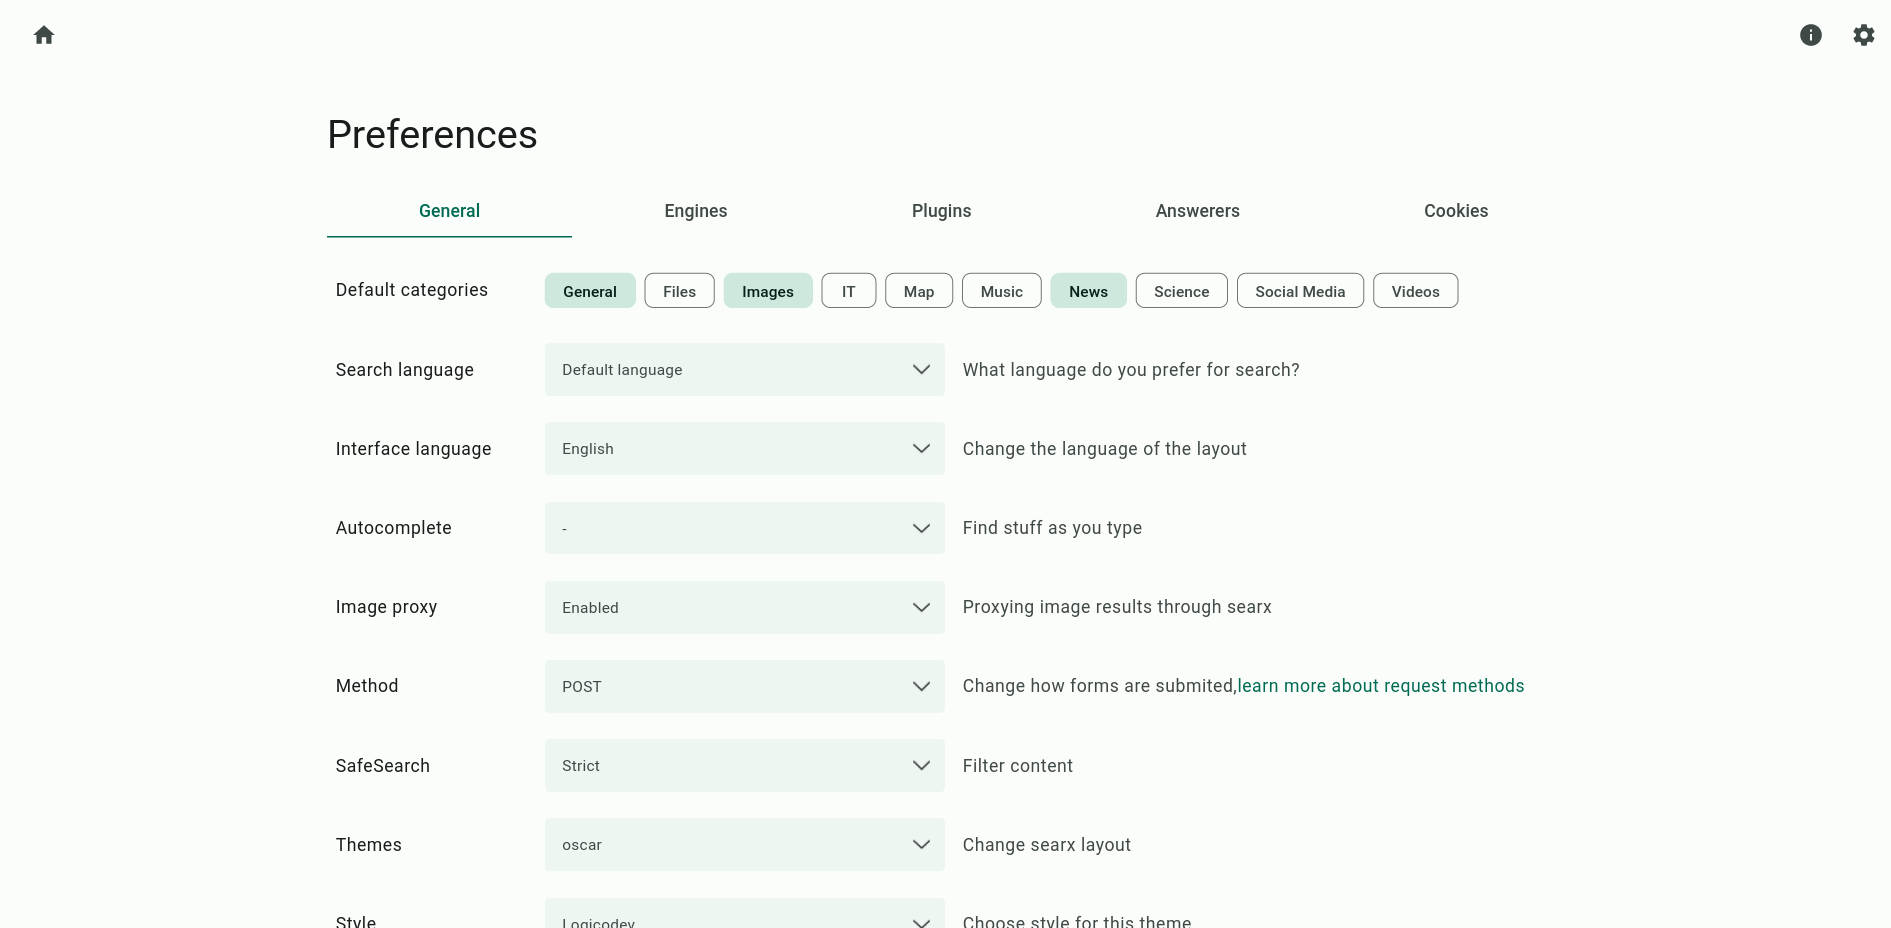 Preferences
General Engines Plugins Answerers Cookies
Default categories General Files Images IT Map Music News Science Social Media Videos
Search language Default language What language do you prefer for search?
Interface language English Change the language of the layout
Autocomplete - Find stuff as you type
Image proxy Enabled Proxying image results through searx
Method POST Change how forms are submited,learn more about request methods
SafeSearch Strict Filter content
Themes oscar Change searx layout
Style Logicodev Choose style for this theme